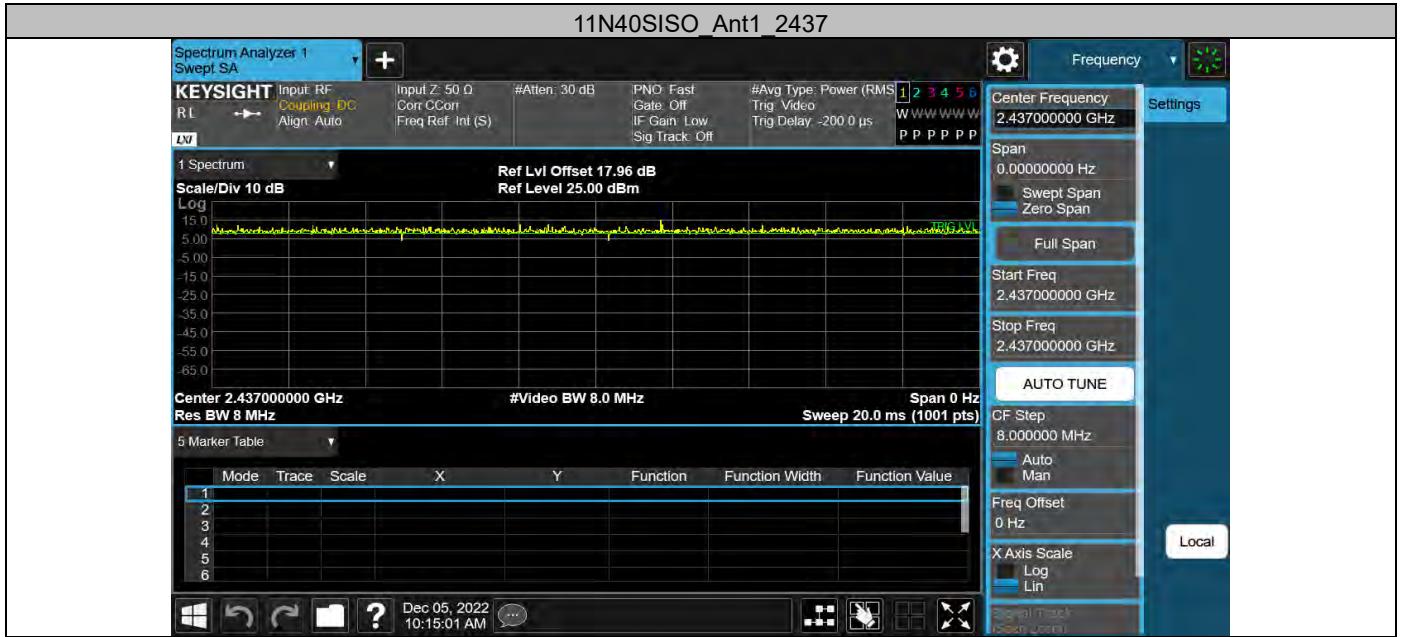 11N40SISO_Ant1_2437
Spectrum Analyzer 1
Swept SA
Frequency
KEYSIGHT
RL
LXI
Input: RF
Coupling: DC
Align: Auto
Input Z: 50 Ω
Corr CCorr
Freq Ref: Int (S)
#Atten: 30 dB
PNO: Fast
Gate: Off
IF Gain: Low
Sig Track: Off
#Avg Type: Power (RMS
Trig: Video
Trig Delay: -200.0 µs
1 2 3 4 5 6
W W W W W W
P P P P P P
1 Spectrum
Scale/Div 10 dB
Ref Lvl Offset 17.96 dB
Ref Level 25.00 dBm
Log
15.0
5.00
-5.00
-15.0
-25.0
-35.0
-45.0
-55.0
-65.0
TRIG LVL
Center 2.437000000 GHz
#Video BW 8.0 MHz
Span 0 Hz
Res BW 8 MHz
Sweep 20.0 ms (1001 pts)
5 Marker Table
Mode Trace Scale X Y Function Function Width Function Value
1
2
3
4
5
6
Dec 05, 2022
10:15:01 AM
Center Frequency
2.437000000 GHz
Settings
Span
0.00000000 Hz
Swept Span
Zero Span
Full Span
Start Freq
2.437000000 GHz
Stop Freq
2.437000000 GHz
AUTO TUNE
CF Step
8.000000 MHz
Auto
Man
Freq Offset
0 Hz
X Axis Scale
Log
Lin
Signal Track
(Span Zoom)
Local